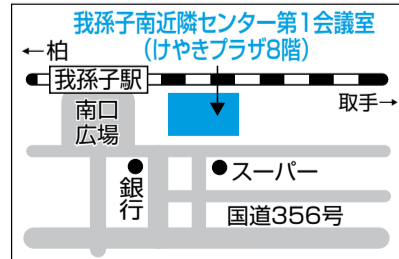 我孫子南近隣センター第1会議室
（けやきプラザ8階）
←柏
我孫子駅
取手→
南口
広場
銀行
スーパー
国道356号